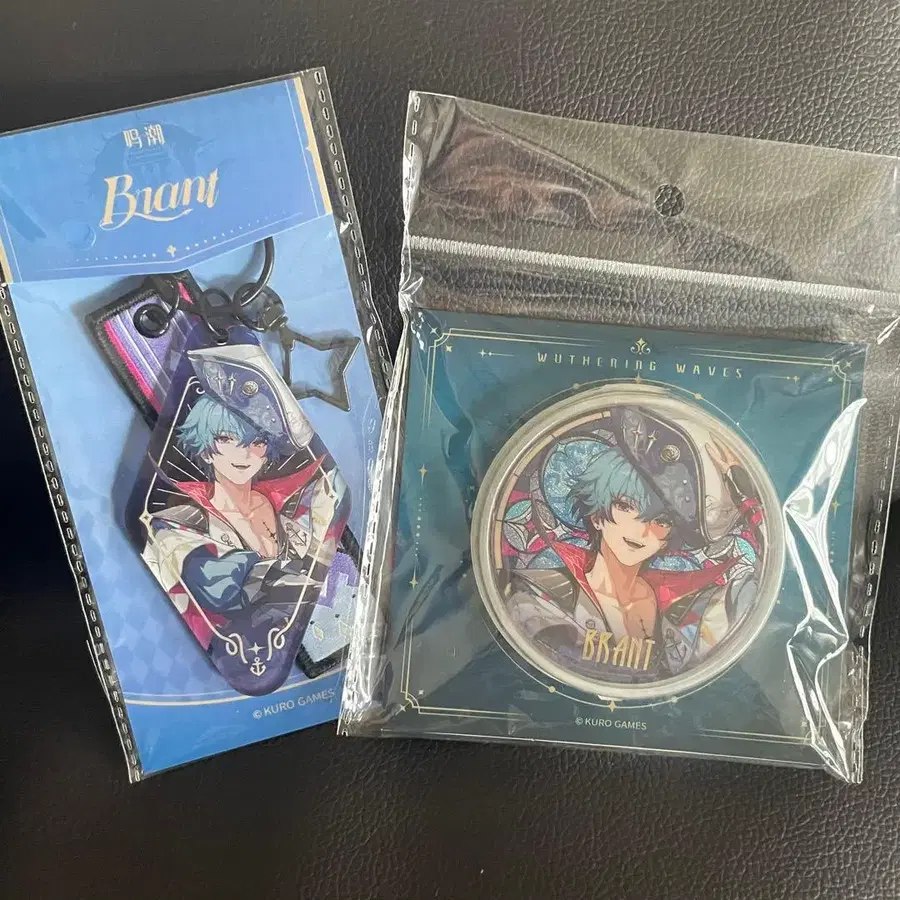 鸣潮
Brant
© KURO GAMES
WUTHERING WAVES
BRANT
© KURO GAMES